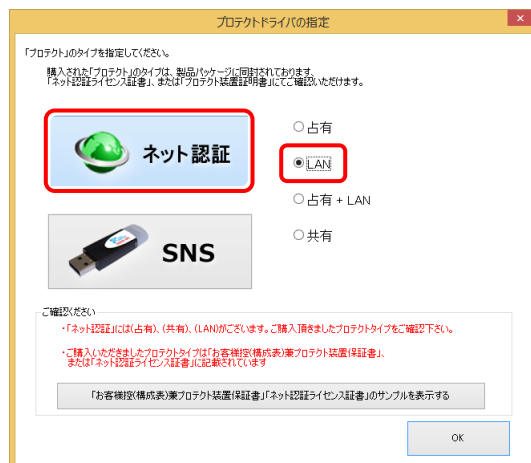 プロテクトドライバの指定
「プロテクト」のタイプを指定してください。
購入された「プロテクト」のタイプは、製品パッケージに同封されております、
「ネット認証ライセンス証書」、または「プロテクト装置証明書」にてご確認いただけます。
ネット認証
占有
LAN
占有 + LAN
共有
SNS
ご確認ください
・「ネット認証」には(占有)、(共有)、(LAN)がございます。ご購入頂きましたプロテクトタイプをご確認下さい。
・ご購入いただきましたプロテクトタイプは「お客様控(構成表)兼プロテクト装置保証書」、
または「ネット認証ライセンス証書」に記載されています
「お客様控(構成表)兼プロテクト装置保証書」「ネット認証ライセンス証書」のサンプルを表示する
OK